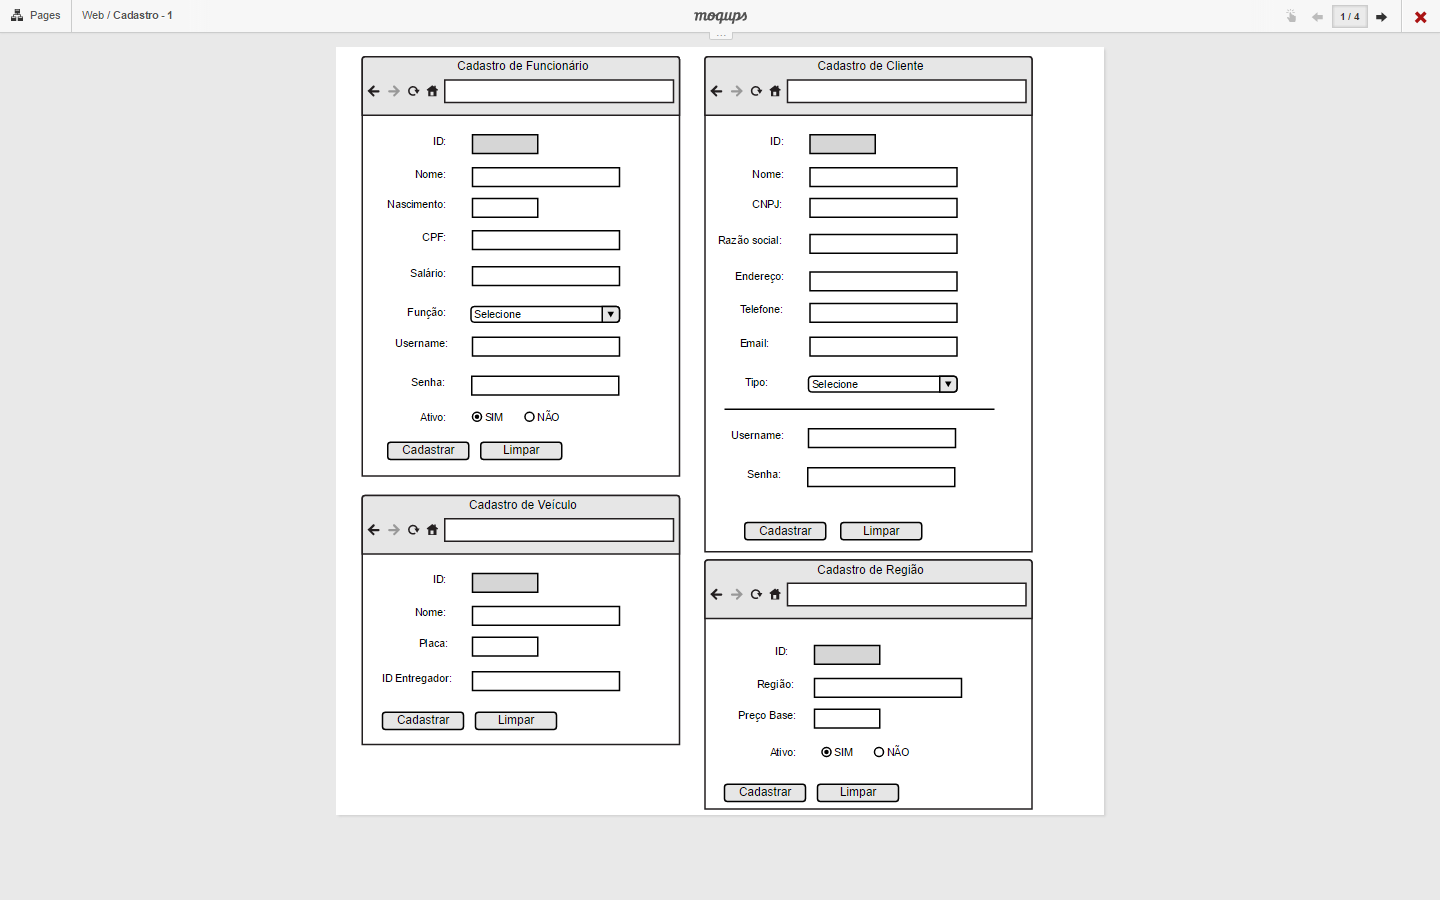 Pages
Web / Cadastro - 1
moqups
1 / 4
...
Cadastro de Funcionário
ID:
Nome:
Nascimento:
CPF:
Salário:
Função: Selecione
Username:
Senha:
Ativo: SIM NÃO
Cadastrar Limpar
Cadastro de Cliente
ID:
Nome:
CNPJ:
Razão social:
Endereço:
Telefone:
Email:
Tipo: Selecione
Username:
Senha:
Cadastrar Limpar
Cadastro de Veículo
ID:
Nome:
Placa:
ID Entregador:
Cadastrar Limpar
Cadastro de Região
ID:
Região:
Preço Base:
Ativo: SIM NÃO
Cadastrar Limpar